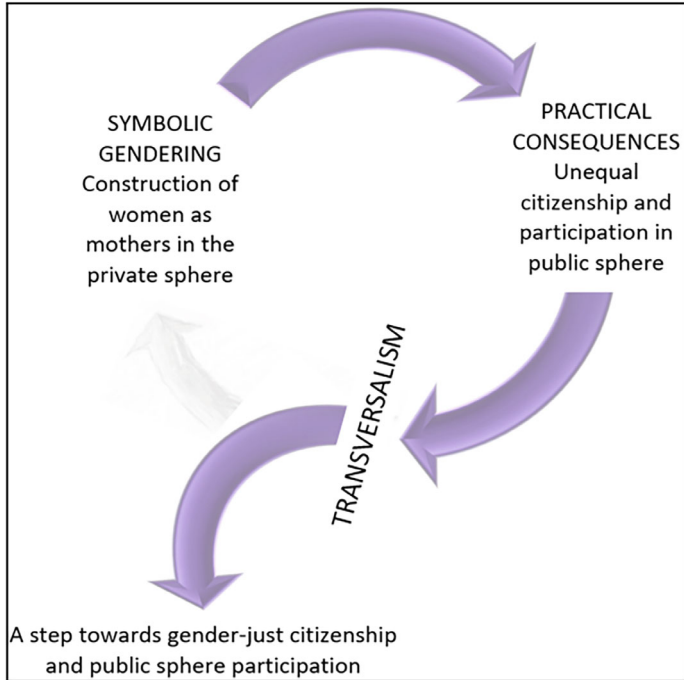 SYMBOLIC
GENDERING
Construction of
women as
mothers in the
private sphere
PRACTICAL
CONSEQUENCES
Unequal
citizenship and
participation in
public sphere
TRANSVERSALISM
A step towards gender-just citizenship
and public sphere participation